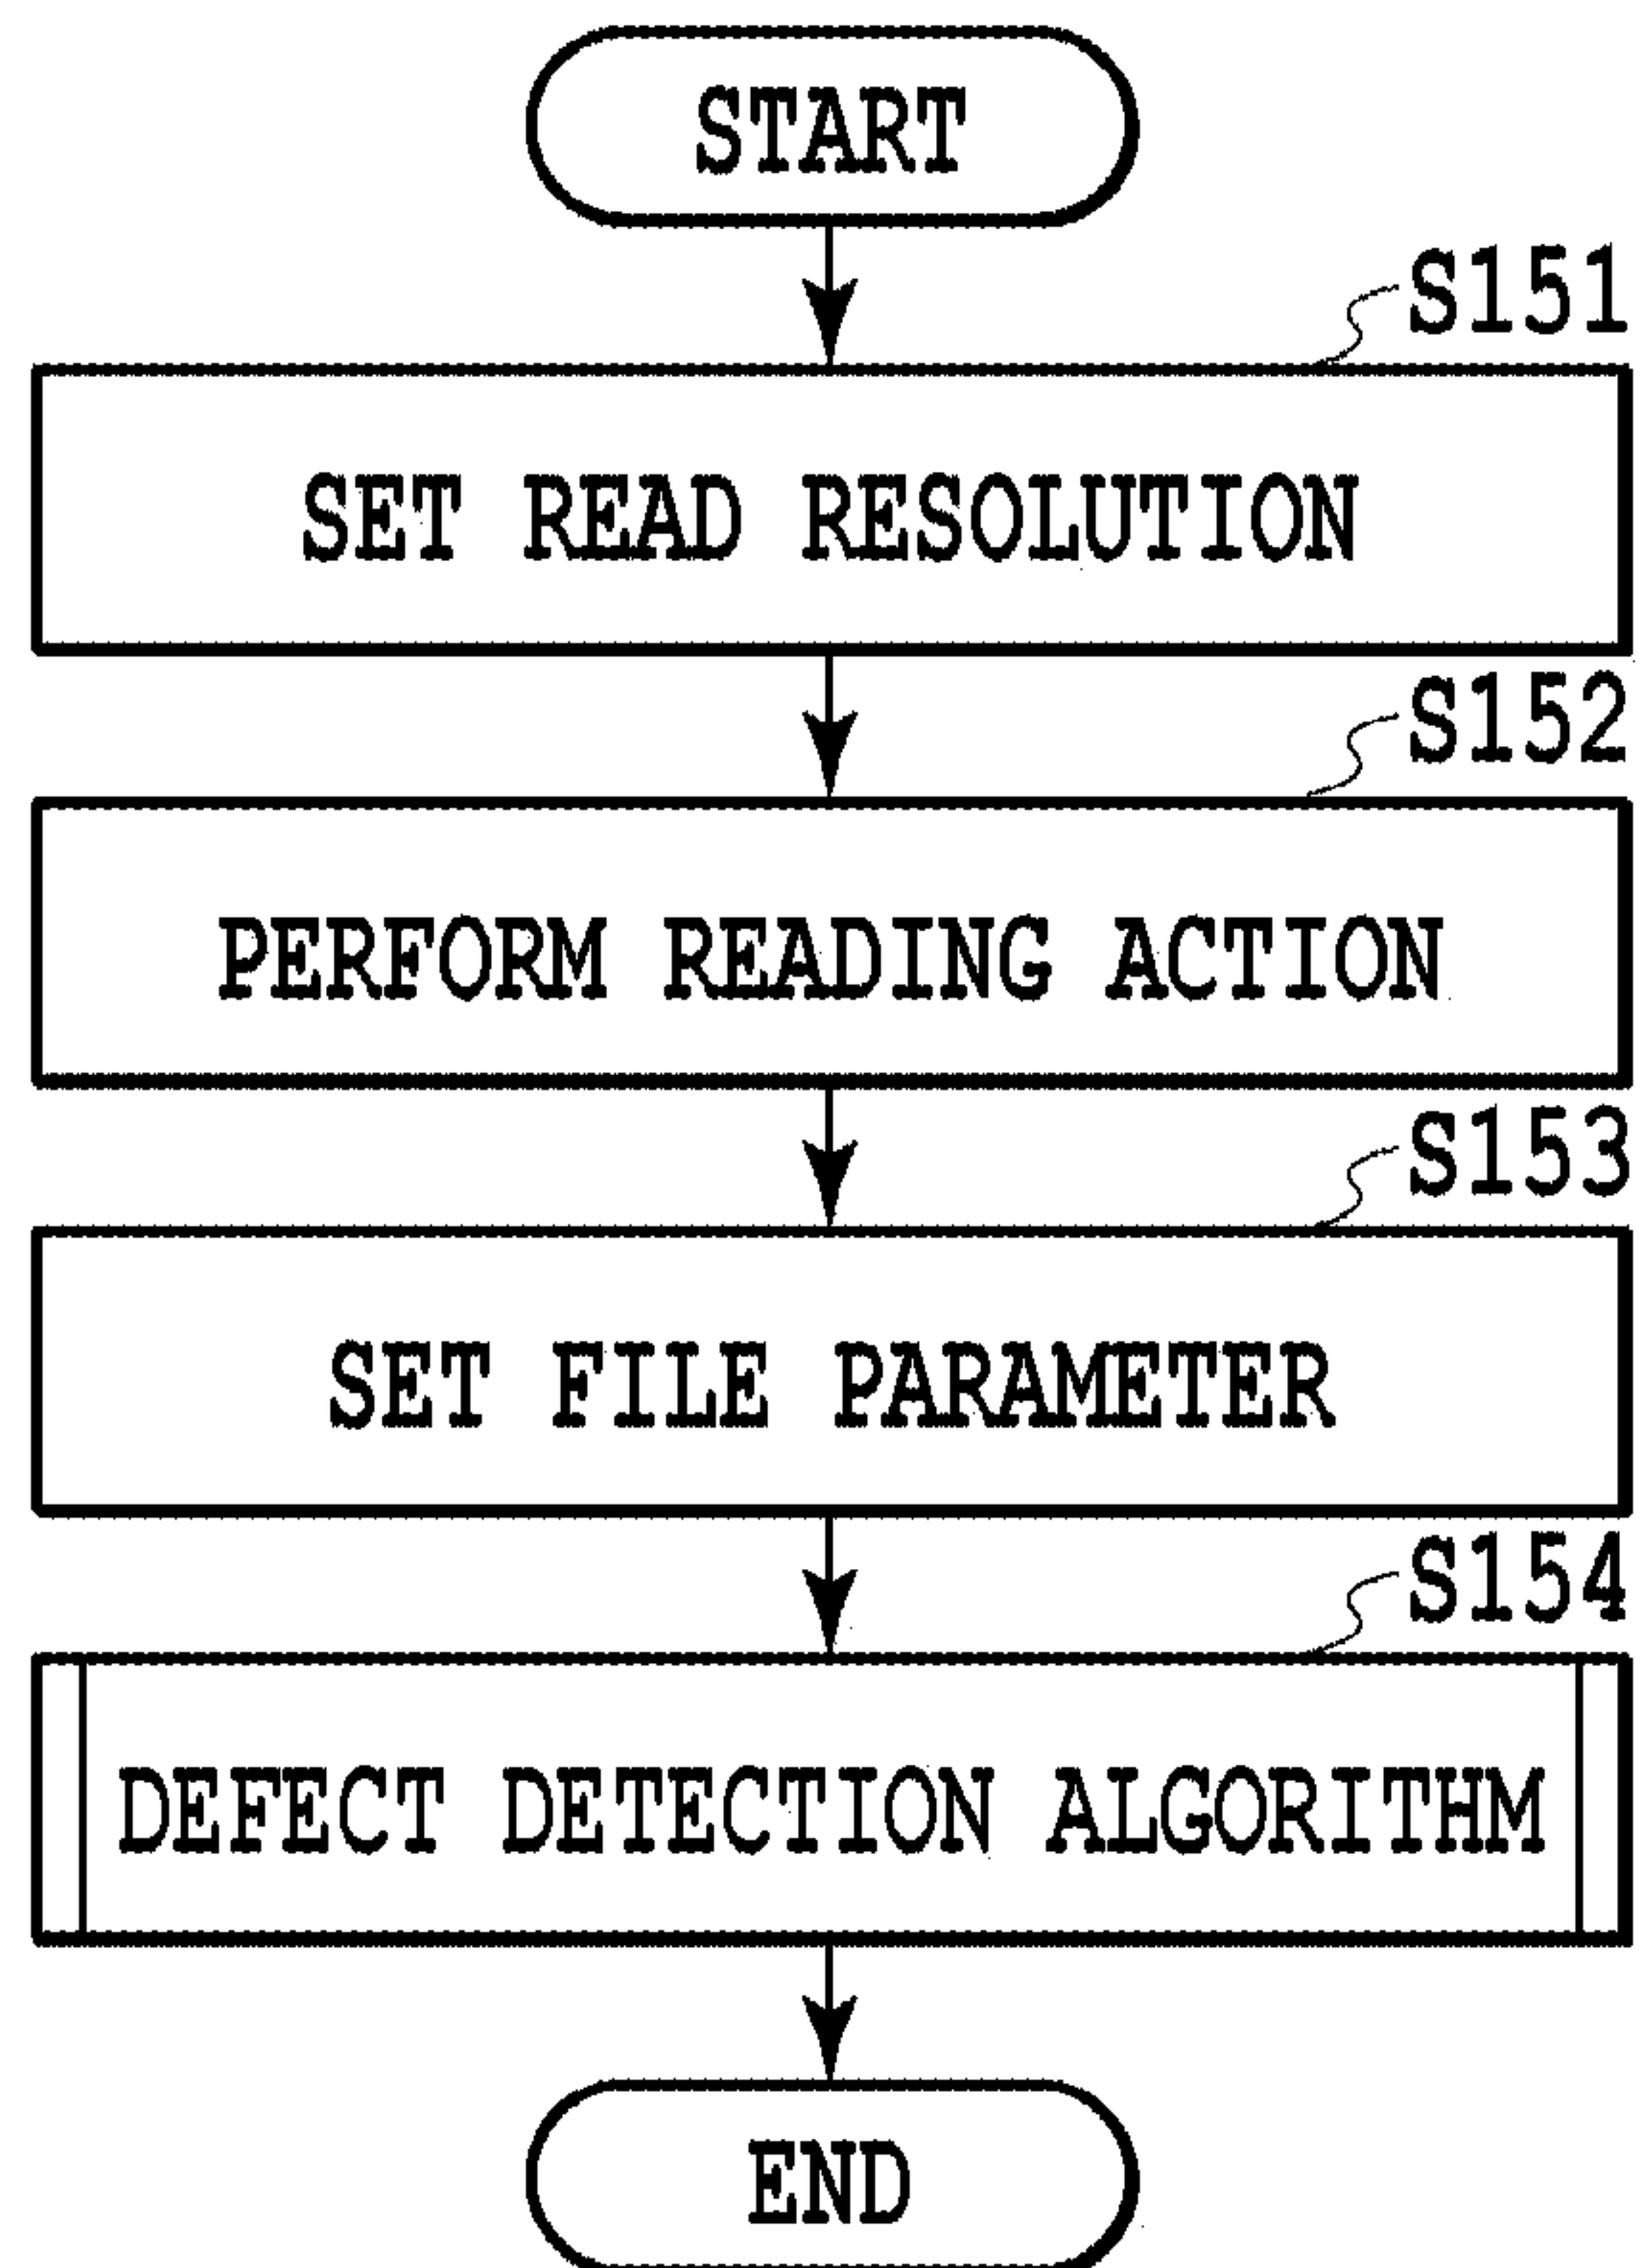 START
S151
SET READ RESOLUTION
S152
PERFORM READING ACTION
S153
SET FILE PARAMETER
S154
DEFECT DETECTION ALGORITHM
END